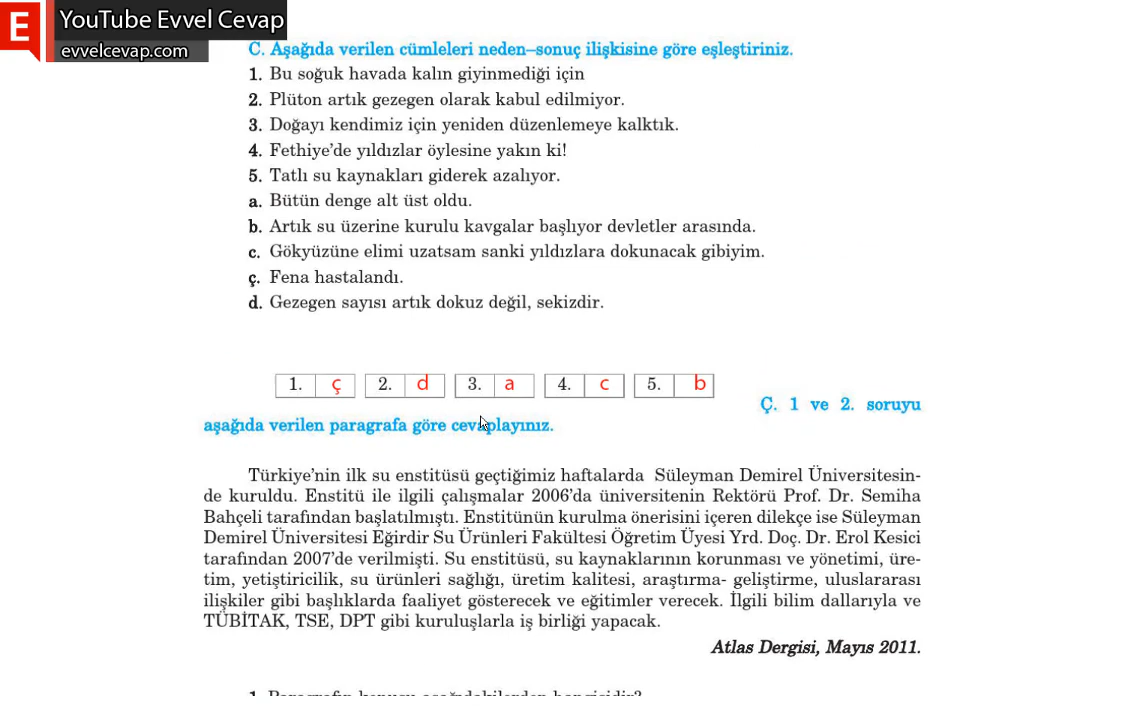 E
YouTube Evvel Cevap
evvelcevap.com
C. Aşağıda verilen cümleleri neden–sonuç ilişkisine göre eşleştiriniz.
1. Bu soğuk havada kalın giyinmediği için
2. Plüton artık gezegen olarak kabul edilmiyor.
3. Doğayı kendimiz için yeniden düzenlemeye kalktık.
4. Fethiye’de yıldızlar öylesine yakın ki!
5. Tatlı su kaynakları giderek azalıyor.
a. Bütün denge alt üst oldu.
b. Artık su üzerine kurulu kavgalar başlıyor devletler arasında.
c. Gökyüzüne elimi uzatsam sanki yıldızlara dokunacak gibiyim.
ç. Fena hastalandı.
d. Gezegen sayısı artık dokuz değil, sekizdir.
1. ç 2. d 3. a 4. c 5. b
Ç. 1 ve 2. soruyu
aşağıda verilen paragrafa göre cevaplayınız.
Türkiye’nin ilk su enstitüsü geçtiğimiz haftalarda Süleyman Demirel Üniversitesin-
de kuruldu. Enstitü ile ilgili çalışmalar 2006’da üniversitenin Rektörü Prof. Dr. Semiha
Bahçeli tarafından başlatılmıştı. Enstitünün kurulma önerisini içeren dilekçe ise Süleyman
Demirel Üniversitesi Eğirdir Su Ürünleri Fakültesi Öğretim Üyesi Yrd. Doç. Dr. Erol Kesici
tarafından 2007’de verilmişti. Su enstitüsü, su kaynaklarının korunması ve yönetimi, üre-
tim, yetiştiricilik, su ürünleri sağlığı, üretim kalitesi, araştırma- geliştirme, uluslararası
ilişkiler gibi başlıklarda faaliyet gösterecek ve eğitimler verecek. İlgili bilim dallarıyla ve
TÜBİTAK, TSE, DPT gibi kuruluşlarla iş birliği yapacak.
Atlas Dergisi, Mayıs 2011.
1. Paragrafın konusu aşağıdakilerden hangisidir?